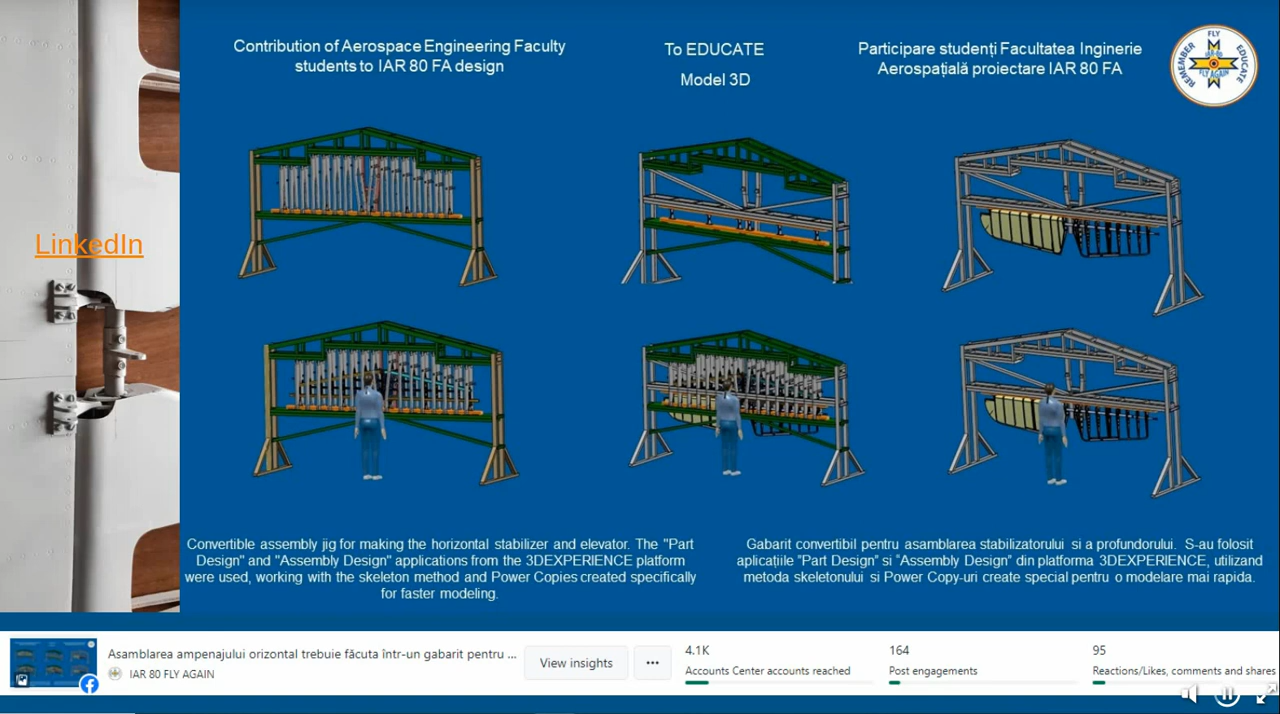 Contribution of Aerospace Engineering Faculty
students to IAR 80 FA design
To EDUCATE
Model 3D
Participare studenți Facultatea Inginerie
Aerospațială proiectare IAR 80 FA
FLY
REMEMBER
EDUCATE
IAR-80
FLY AGAIN
LinkedIn
Convertible assembly jig for making the horizontal stabilizer and elevator. The "Part
Design" and "Assembly Design" applications from the 3DEXPERIENCE platform
were used, working with the skeleton method and Power Copies created specifically
for faster modeling.
Gabarit convertibil pentru asamblarea stabilizatorului si a profundorului. S-au folosit
aplicațiile "Part Design" si "Assembly Design" din platforma 3DEXPERIENCE, utilizand
metoda skeletonului si Power Copy-uri create special pentru o modelare mai rapida.
Asamblarea ampenajului orizontal trebuie făcuta într-un gabarit pentru ...
IAR 80 FLY AGAIN
View insights
...
4.1K
Accounts Center accounts reached
164
Post engagements
95
Reactions/Likes, comments and shares